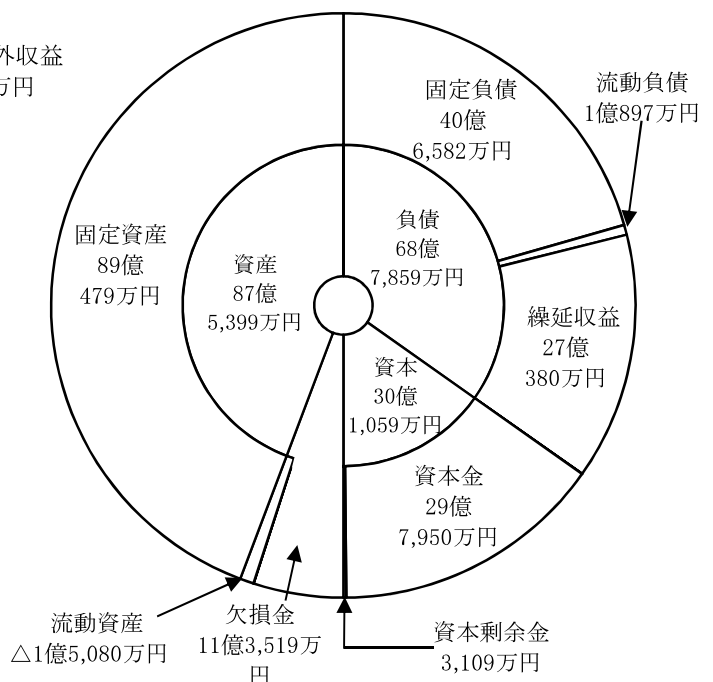 外収益
万円
固定負債
40億
6,582万円
流動負債
1億897万円
固定資産
89億
479万円
資産
87億
5,399万円
負債
68億
7,859万円
繰延収益
27億
380万円
資本
30億
1,059万円
資本金
29億
7,950万円
流動資産
△1億5,080万円
欠損金
11億3,519万
円
資本剰余金
3,109万円